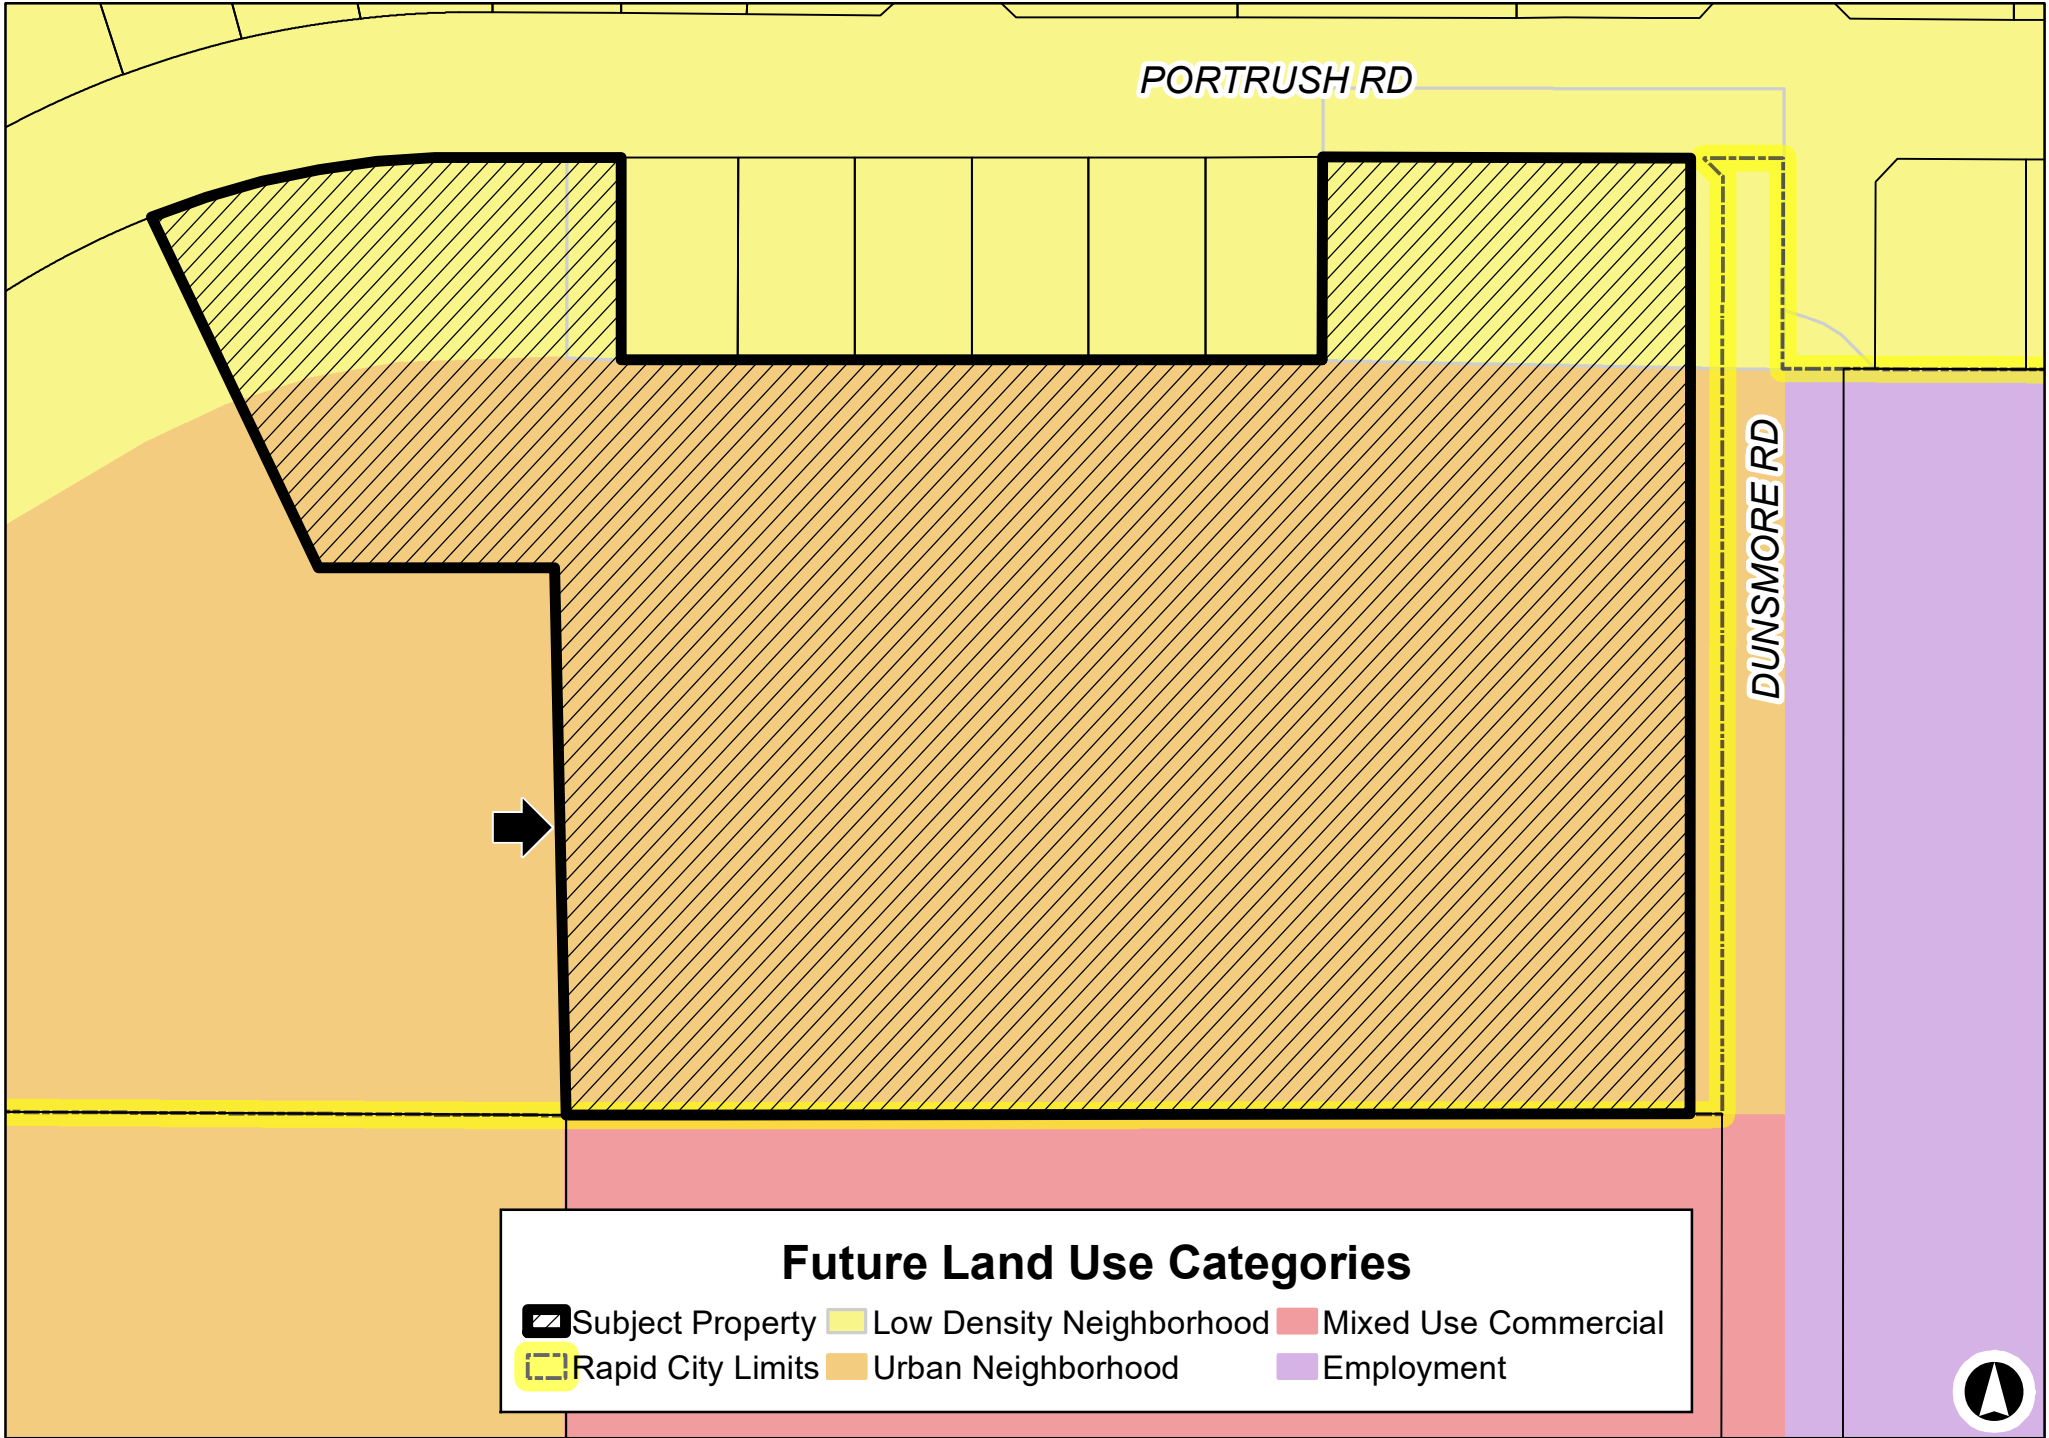 PORTRUSH RD
DUNSMORE RD
Future Land Use Categories
Subject Property Low Density Neighborhood Mixed Use Commercial
Rapid City Limits Urban Neighborhood Employment